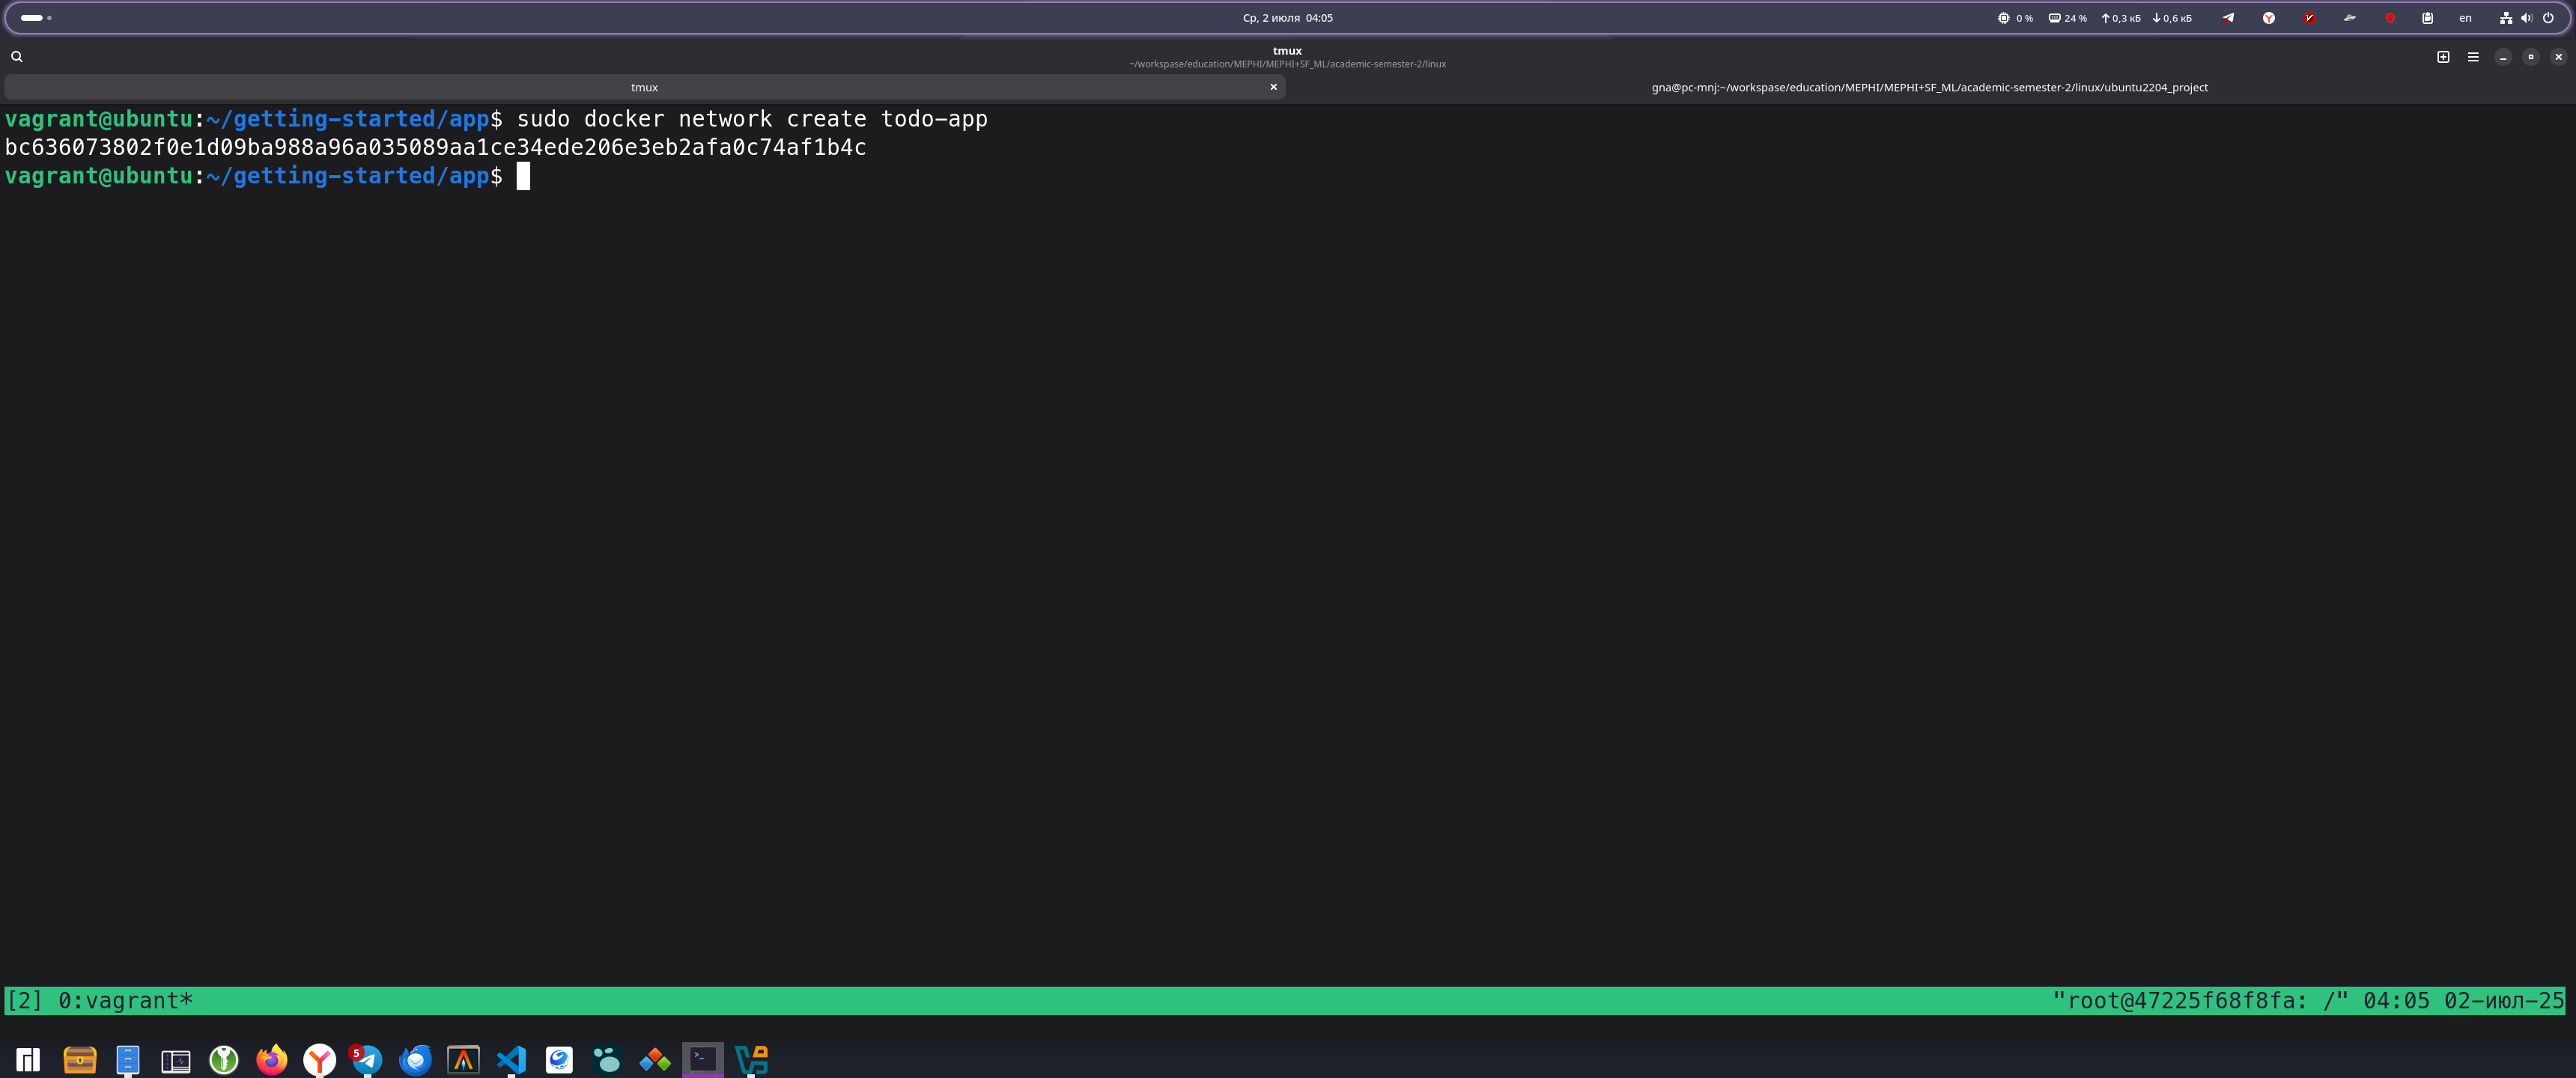 Ср, 2 июля 04:05
0 % 24 % 0,3 кБ 0,6 кБ en
tmux
~/workspase/education/MEPHI/MEPHI+SF_ML/academic-semester-2/linux
tmux
gna@pc-mnj:~/workspase/education/MEPHI/MEPHI+SF_ML/academic-semester-2/linux/ubuntu2204_project
vagrant@ubuntu:~/getting-started/app$ sudo docker network create todo-app
bc636073802f0e1d09ba988a96a035089aa1ce34ede206e3eb2afa0c74af1b4c
vagrant@ubuntu:~/getting-started/app$
[2] 0:vagrant* "root@47225f68f8fa: /" 04:05 02-июл-25
5